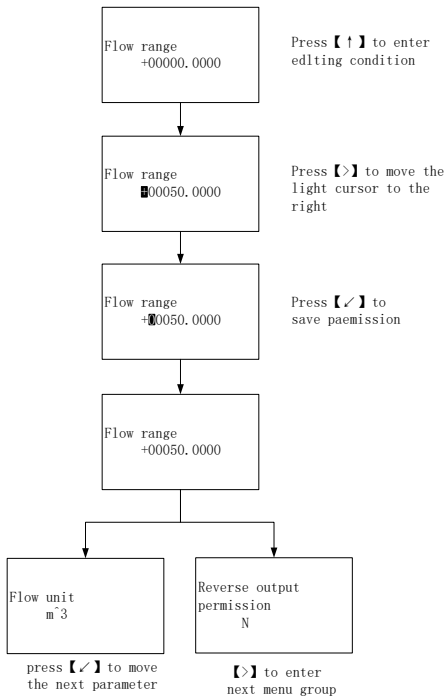 Flow range
+00000.0000
Press【↑】to enter
edlting condition
Flow range
+00050.0000
Press【>】to move the
light cursor to the
right
Flow range
+00050.0000
Press【↙】to
save paemission
Flow range
+00050.0000
Flow unit
m^3
Reverse output
permission
N
press【↙】to move
the next parameter
【>】to enter
next menu group